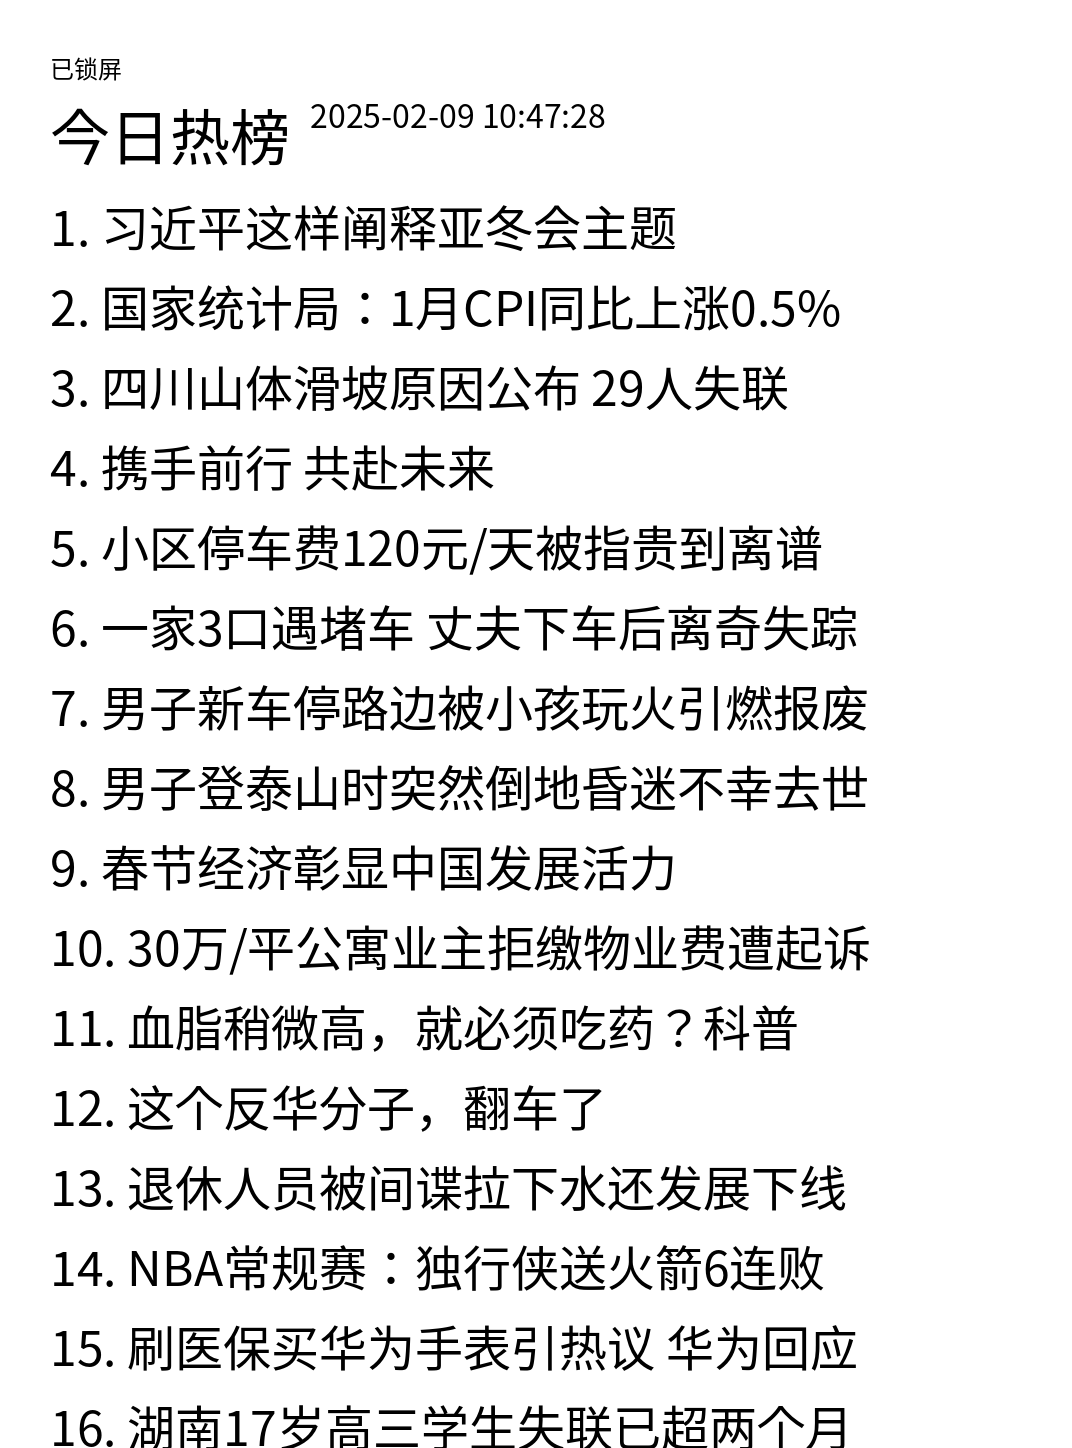 已锁屏
今日热榜 2025-02-09 10:47:28
1. 习近平这样阐释亚冬会主题
2. 国家统计局：1月CPI同比上涨0.5%
3. 四川山体滑坡原因公布 29人失联
4. 携手前行 共赴未来
5. 小区停车费120元/天被指贵到离谱
6. 一家3口遇堵车 丈夫下车后离奇失踪
7. 男子新车停路边被小孩玩火引燃报废
8. 男子登泰山时突然倒地昏迷不幸去世
9. 春节经济彰显中国发展活力
10. 30万/平公寓业主拒缴物业费遭起诉
11. 血脂稍微高，就必须吃药？科普
12. 这个反华分子，翻车了
13. 退休人员被间谍拉下水还发展下线
14. NBA常规赛：独行侠送火箭6连败
15. 刷医保买华为手表引热议 华为回应
16. 湖南17岁高三学生失联已超两个月